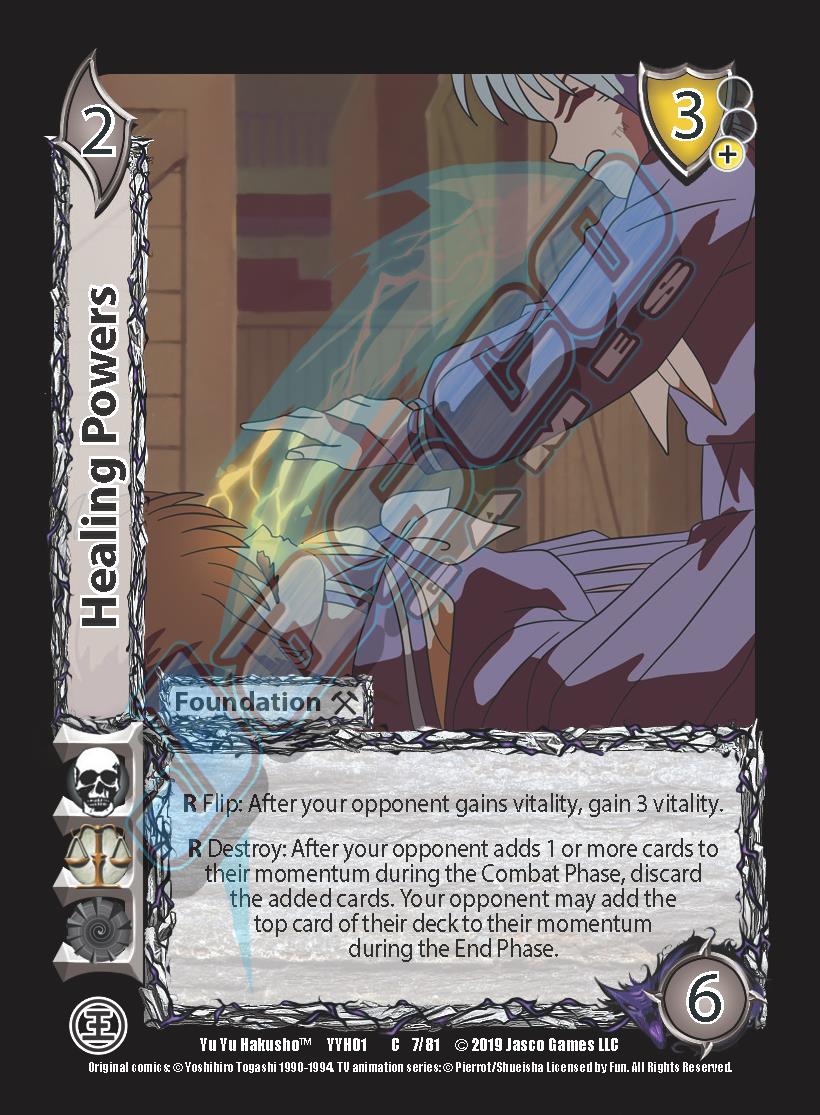 2
3
+
TM
JASCO
GAMES
Healing Powers
Foundation
R Flip: After your opponent gains vitality, gain 3 vitality.
R Destroy: After your opponent adds 1 or more cards to
their momentum during the Combat Phase, discard
the added cards. Your opponent may add the
top card of their deck to their momentum
during the End Phase.
6
王
Yu Yu Hakusho™ YYH01 C 7/81 © 2019 Jasco Games LLC
Original comics: © Yoshihiro Togashi 1990-1994. TV animation series: © Pierrot/Shueisha Licensed by Fun. All Rights Reserved.